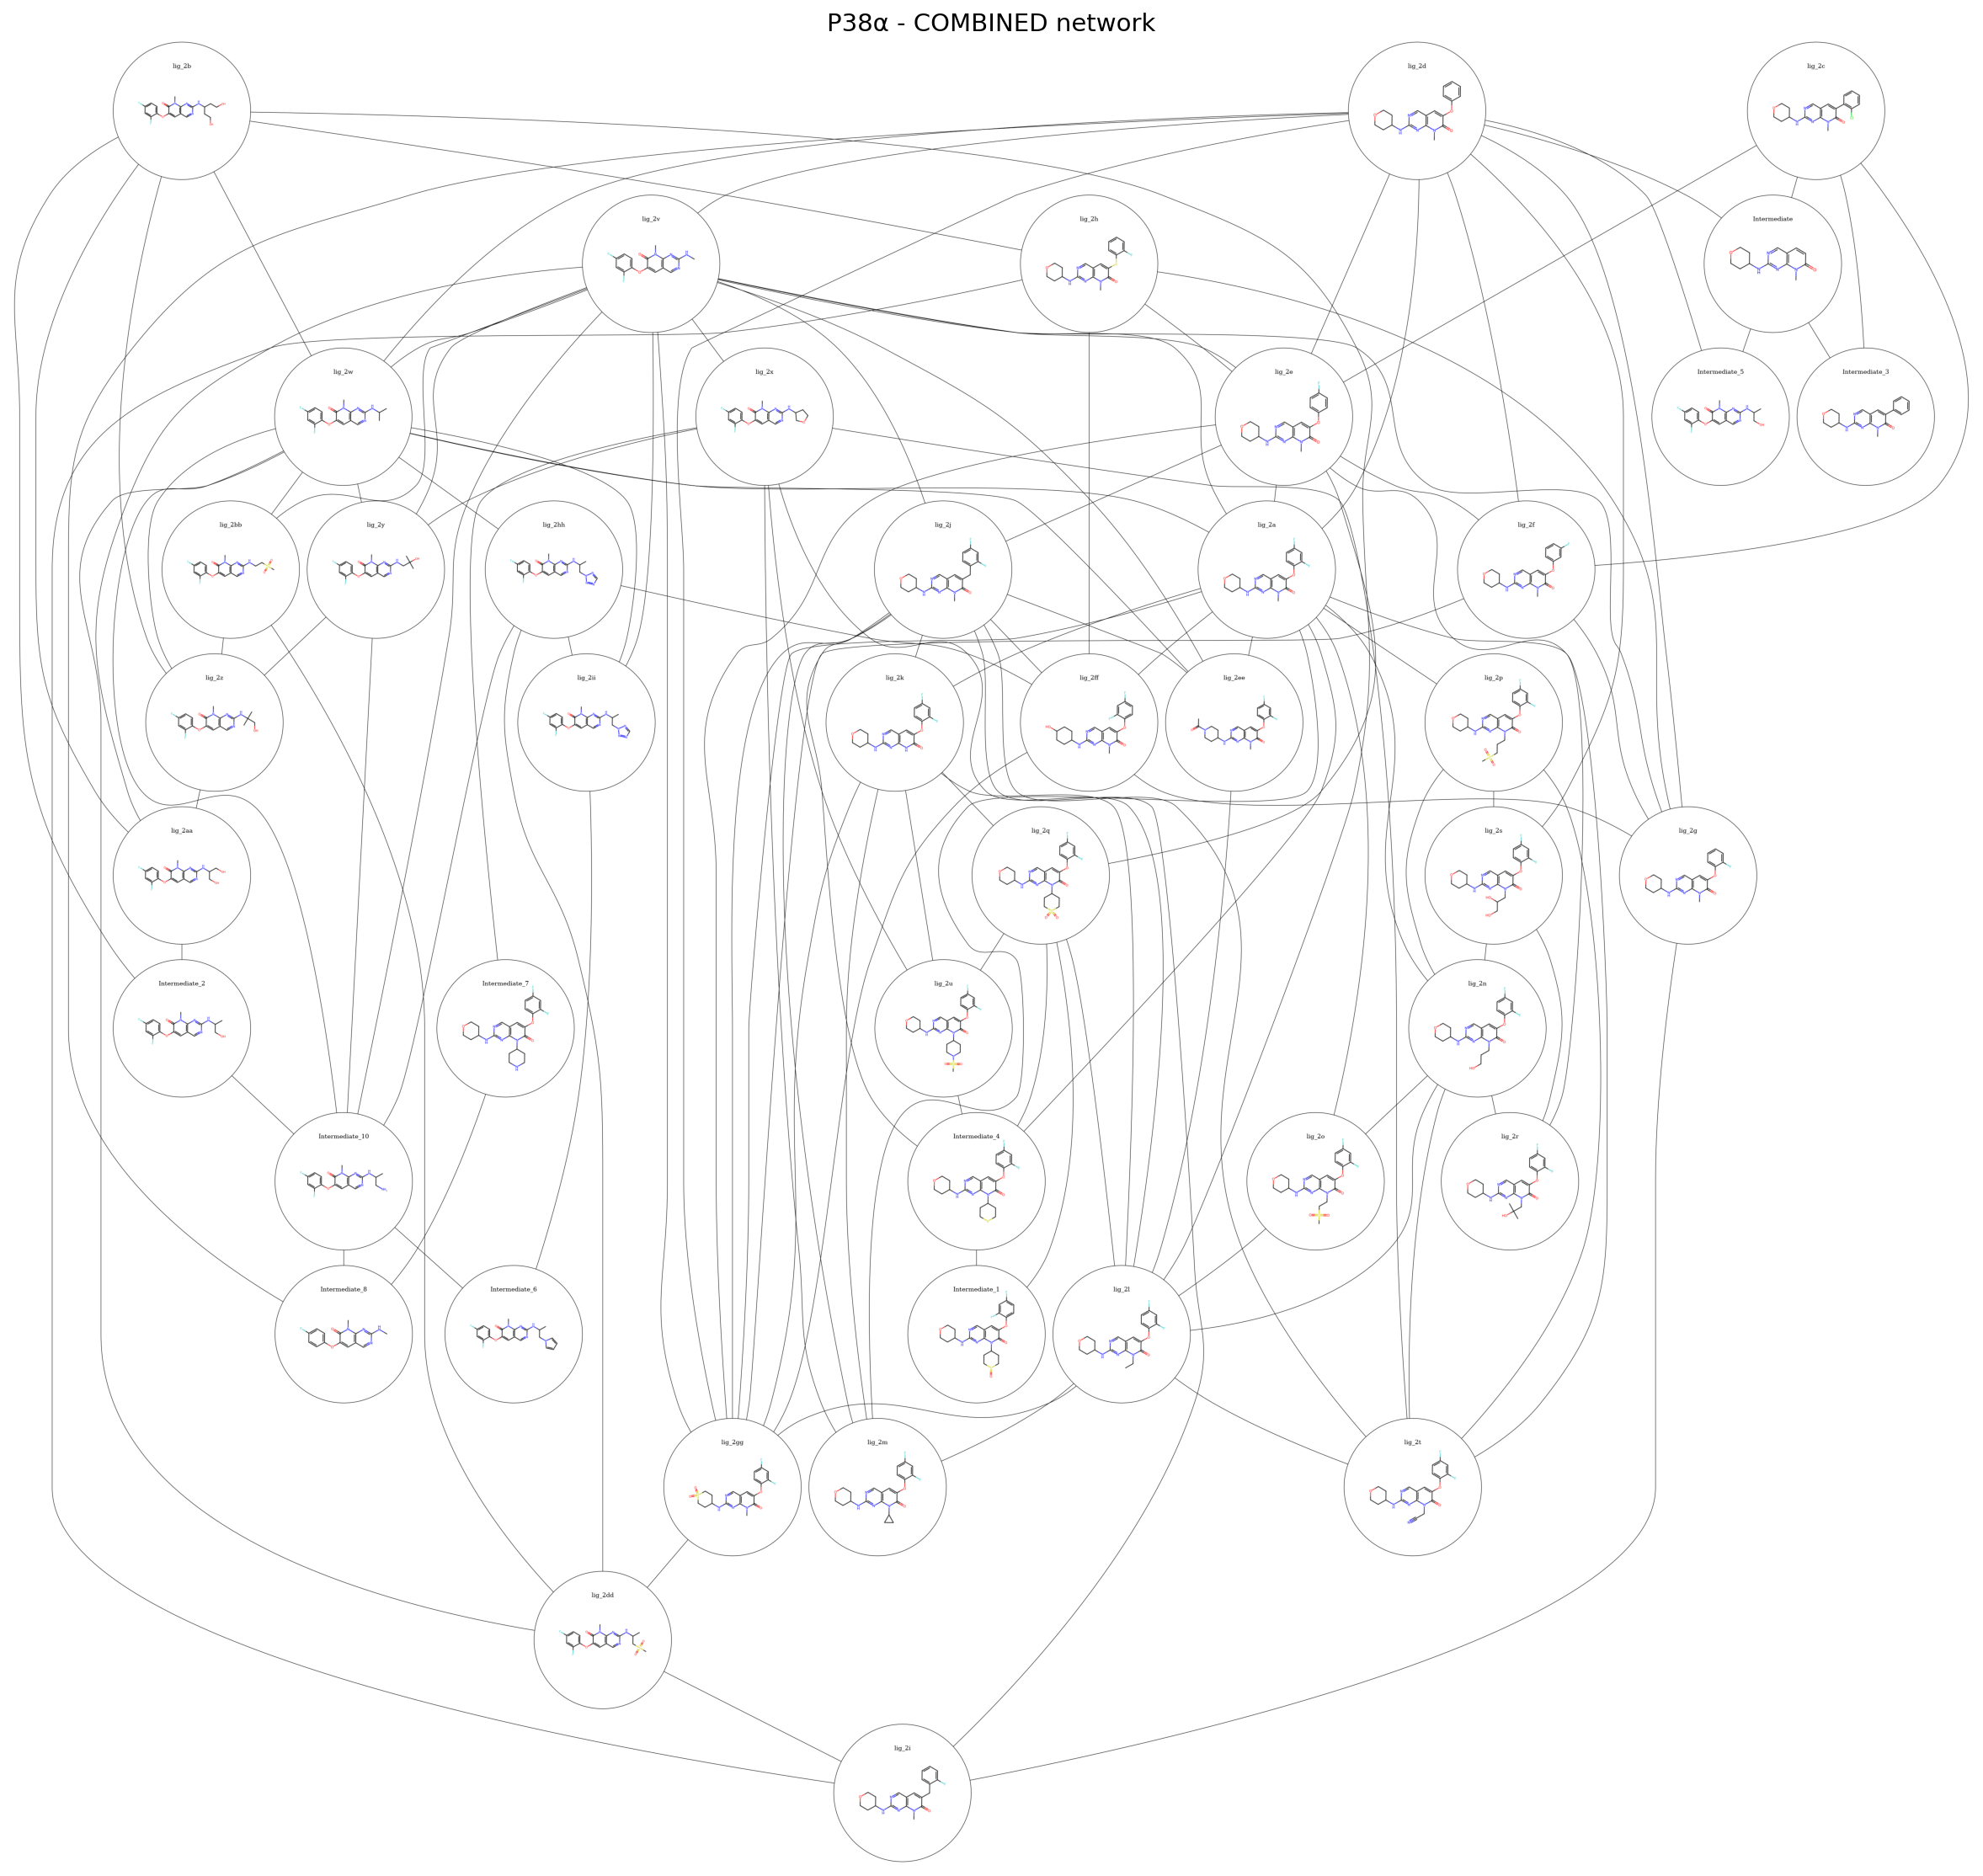 P38α - COMBINED network
lig_2b
lig_2d
lig_2c
lig_2v
lig_2h
Intermediate
lig_2w
lig_2x
lig_2e
Intermediate_5
Intermediate_3
lig_2bb
lig_2y
lig_2hh
lig_2j
lig_2a
lig_2f
lig_2z
lig_2ii
lig_2k
lig_2ff
lig_2ee
lig_2p
lig_2aa
lig_2q
lig_2s
lig_2g
Intermediate_2
Intermediate_7
lig_2u
lig_2n
Intermediate_10
Intermediate_4
lig_2o
lig_2r
Intermediate_8
Intermediate_6
Intermediate_1
lig_2l
lig_2gg
lig_2m
lig_2t
lig_2dd
lig_2i